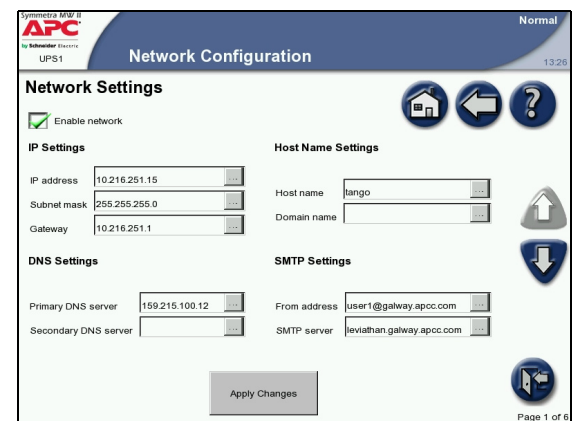 Symmetra MW II
APC
by Schneider Electric
UPS1
Network Configuration
Normal
13:26
Network Settings
Enable network
IP Settings
IP address 10.216.251.15 ...
Subnet mask 255.255.255.0 ...
Gateway 10.216.251.1 ...
Host Name Settings
Host name tango ...
Domain name ...
DNS Settings
Primary DNS server 159.215.100.12 ...
Secondary DNS server ...
SMTP Settings
From address user1@galway.apcc.com ...
SMTP server leviathan.galway.apcc.com ...
Apply Changes
Page 1 of 6